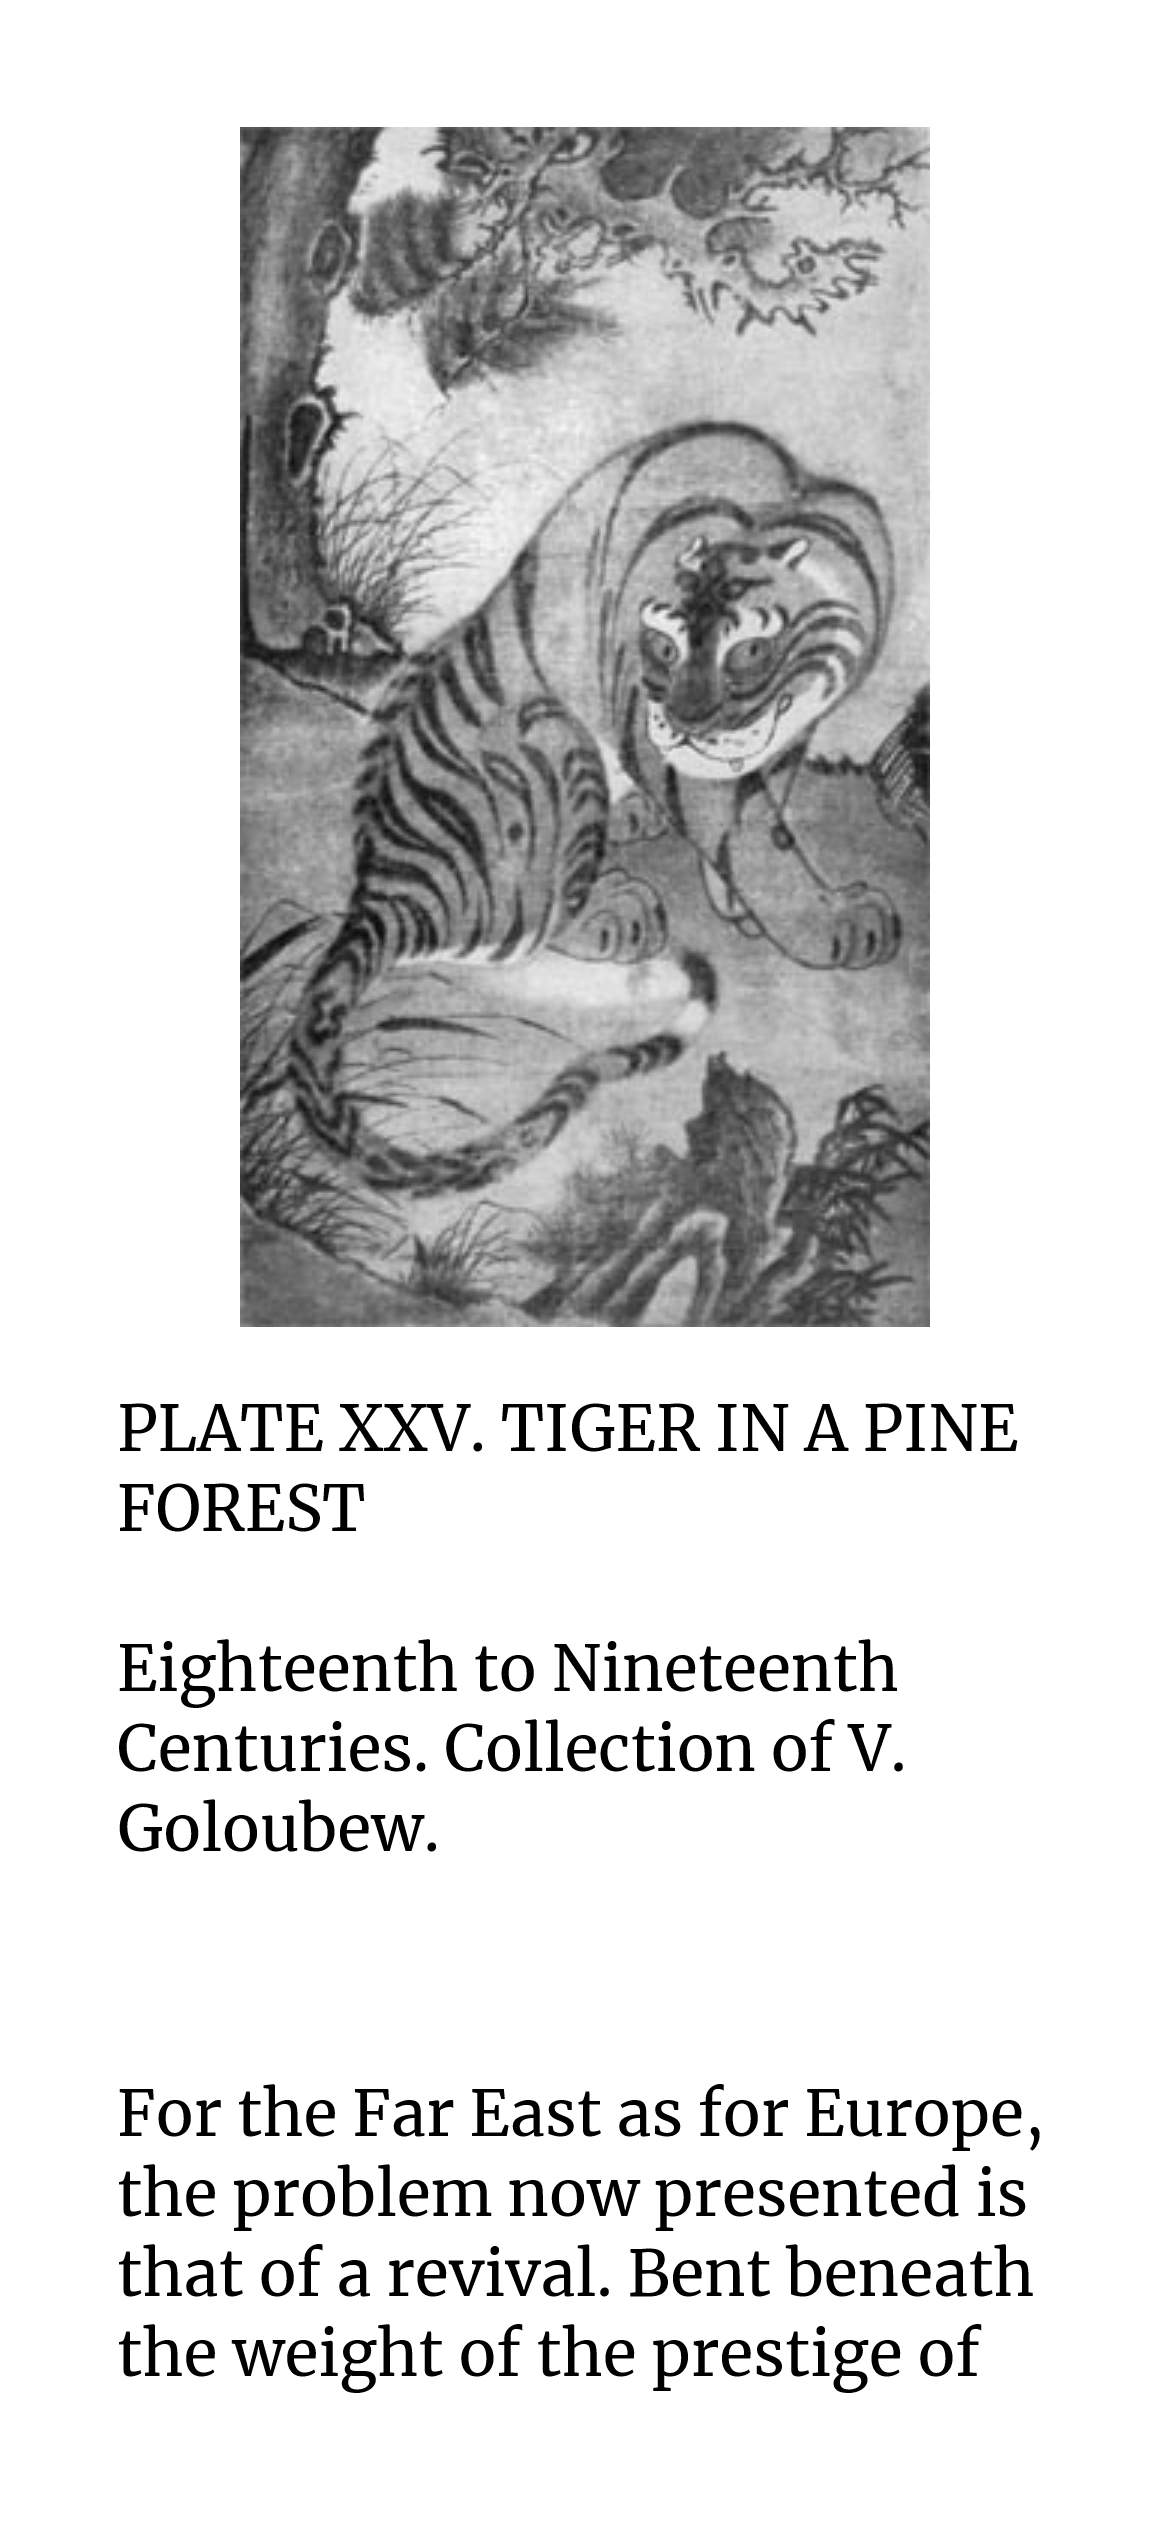 PLATE XXV. TIGER IN A PINE
FOREST
Eighteenth to Nineteenth
Centuries. Collection of V.
Goloubew.
For the Far East as for Europe,
the problem now presented is
that of a revival. Bent beneath
the weight of the prestige of